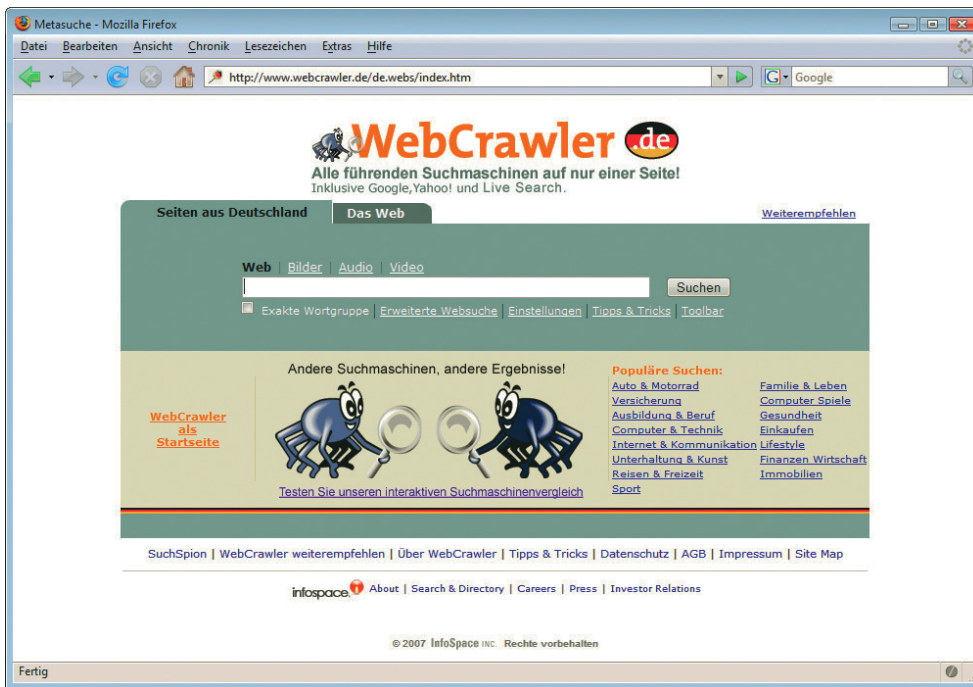 Metasuche - Mozilla Firefox
Datei Bearbeiten Ansicht Chronik Lesezeichen Extras Hilfe
http://www.webcrawler.de/de.webs/index.htm G Google
WebCrawler .de
Alle führenden Suchmaschinen auf nur einer Seite!
Inklusive Google,Yahoo! und Live Search.
Seiten aus Deutschland Das Web Weiterempfehlen
Web | Bilder | Audio | Video
Suchen
Exakte Wortgruppe | Erweiterte Websuche | Einstellungen | Tipps & Tricks | Toolbar
WebCrawler
als
Startseite
Andere Suchmaschinen, andere Ergebnisse!
Testen Sie unseren interaktiven Suchmaschinenvergleich
Populäre Suchen:
Auto & Motorrad Familie & Leben
Versicherung Computer Spiele
Ausbildung & Beruf Gesundheit
Computer & Technik Einkaufen
Internet & Kommunikation Lifestyle
Unterhaltung & Kunst Finanzen Wirtschaft
Reisen & Freizeit Immobilien
Sport
SuchSpion | WebCrawler weiterempfehlen | Über WebCrawler | Tipps & Tricks | Datenschutz | AGB | Impressum | Site Map
infospace About | Search & Directory | Careers | Press | Investor Relations
© 2007 InfoSpace INC. Rechte vorbehalten
Fertig